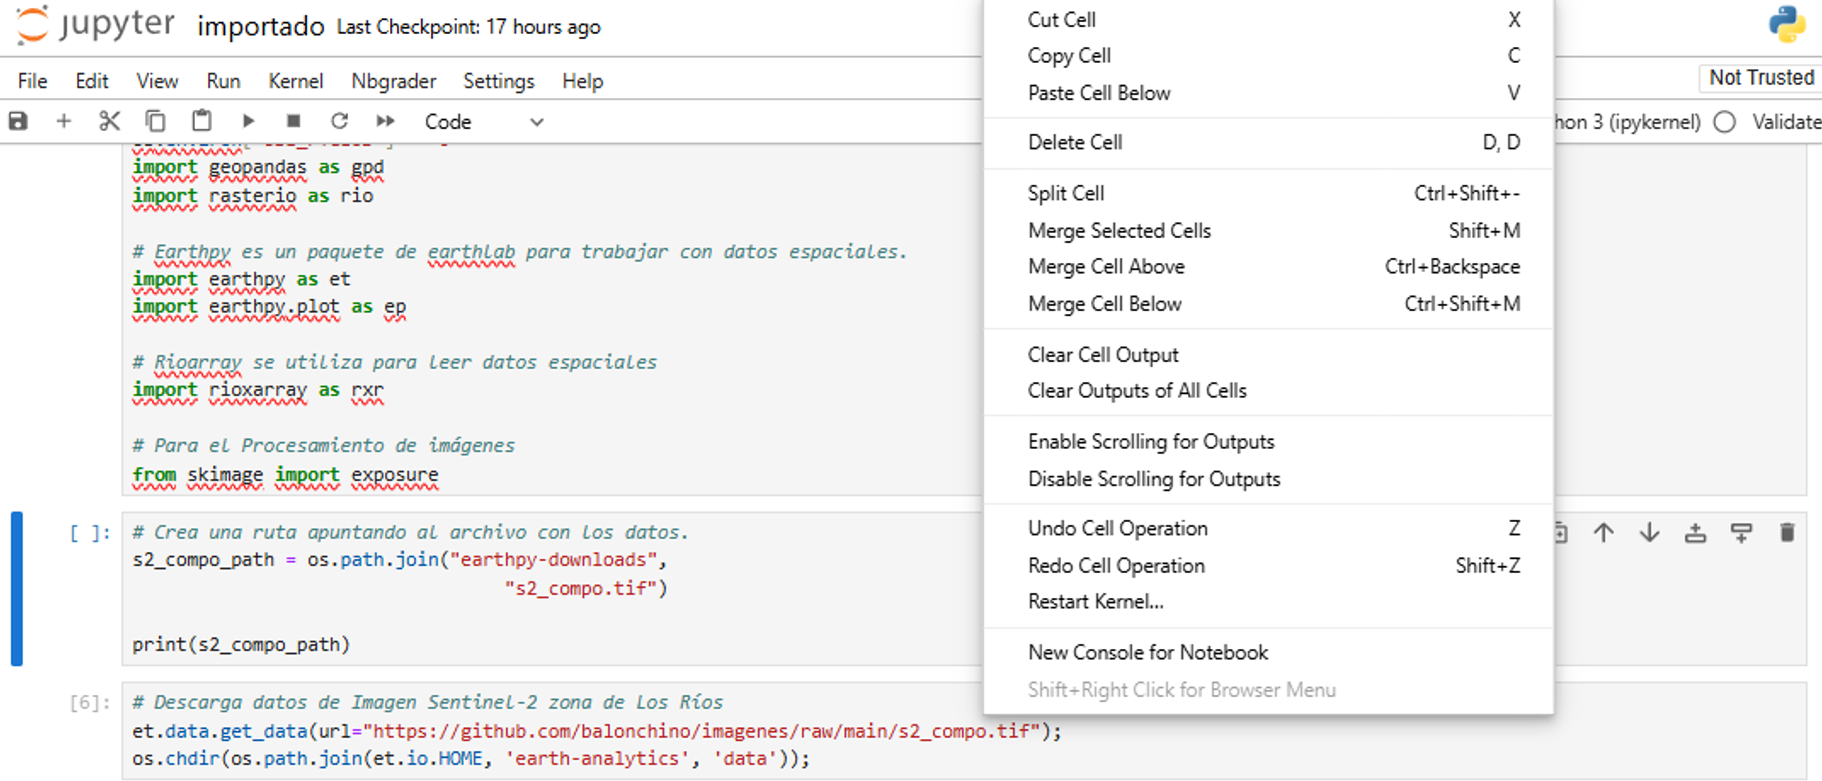 jupyter importado Last Checkpoint: 17 hours ago
File Edit View Run Kernel Nbgrader Settings Help
Not Trusted
Code
hon 3 (ipykernel) Validate
import geopandas as gpd
import rasterio as rio
# Earthpy es un paquete de earthlab para trabajar con datos espaciales.
import earthpy as et
import earthpy.plot as ep
# Rioarray se utiliza para leer datos espaciales
import rioxarray as rxr
# Para el Procesamiento de imágenes
from skimage import exposure
[ ]: # Crea una ruta apuntando al archivo con los datos.
s2_compo_path = os.path.join("earthpy-downloads",
"s2_compo.tif")
print(s2_compo_path)
[6]: # Descarga datos de Imagen Sentinel-2 zona de Los Ríos
et.data.get_data(url="https://github.com/balonchino/imagenes/raw/main/s2_compo.tif");
os.chdir(os.path.join(et.io.HOME, 'earth-analytics', 'data'));
Cut Cell X
Copy Cell C
Paste Cell Below V
Delete Cell D, D
Split Cell Ctrl+Shift+-
Merge Selected Cells Shift+M
Merge Cell Above Ctrl+Backspace
Merge Cell Below Ctrl+Shift+M
Clear Cell Output
Clear Outputs of All Cells
Enable Scrolling for Outputs
Disable Scrolling for Outputs
Undo Cell Operation Z
Redo Cell Operation Shift+Z
Restart Kernel...
New Console for Notebook
Shift+Right Click for Browser Menu